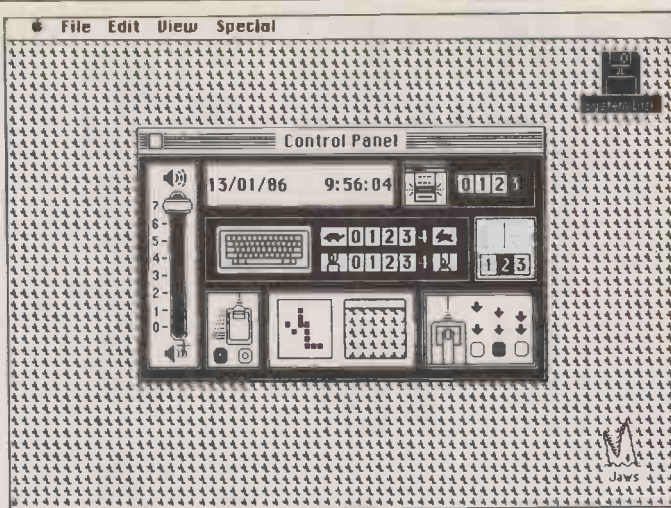 File Edit View Special
System Disk
Control Panel
13/01/86 9:56:04
0 1 2 3
7
6
5
4
3
2
1
0
0 1 2 3 4
0 1 2 3 4
1 2 3
Jaws